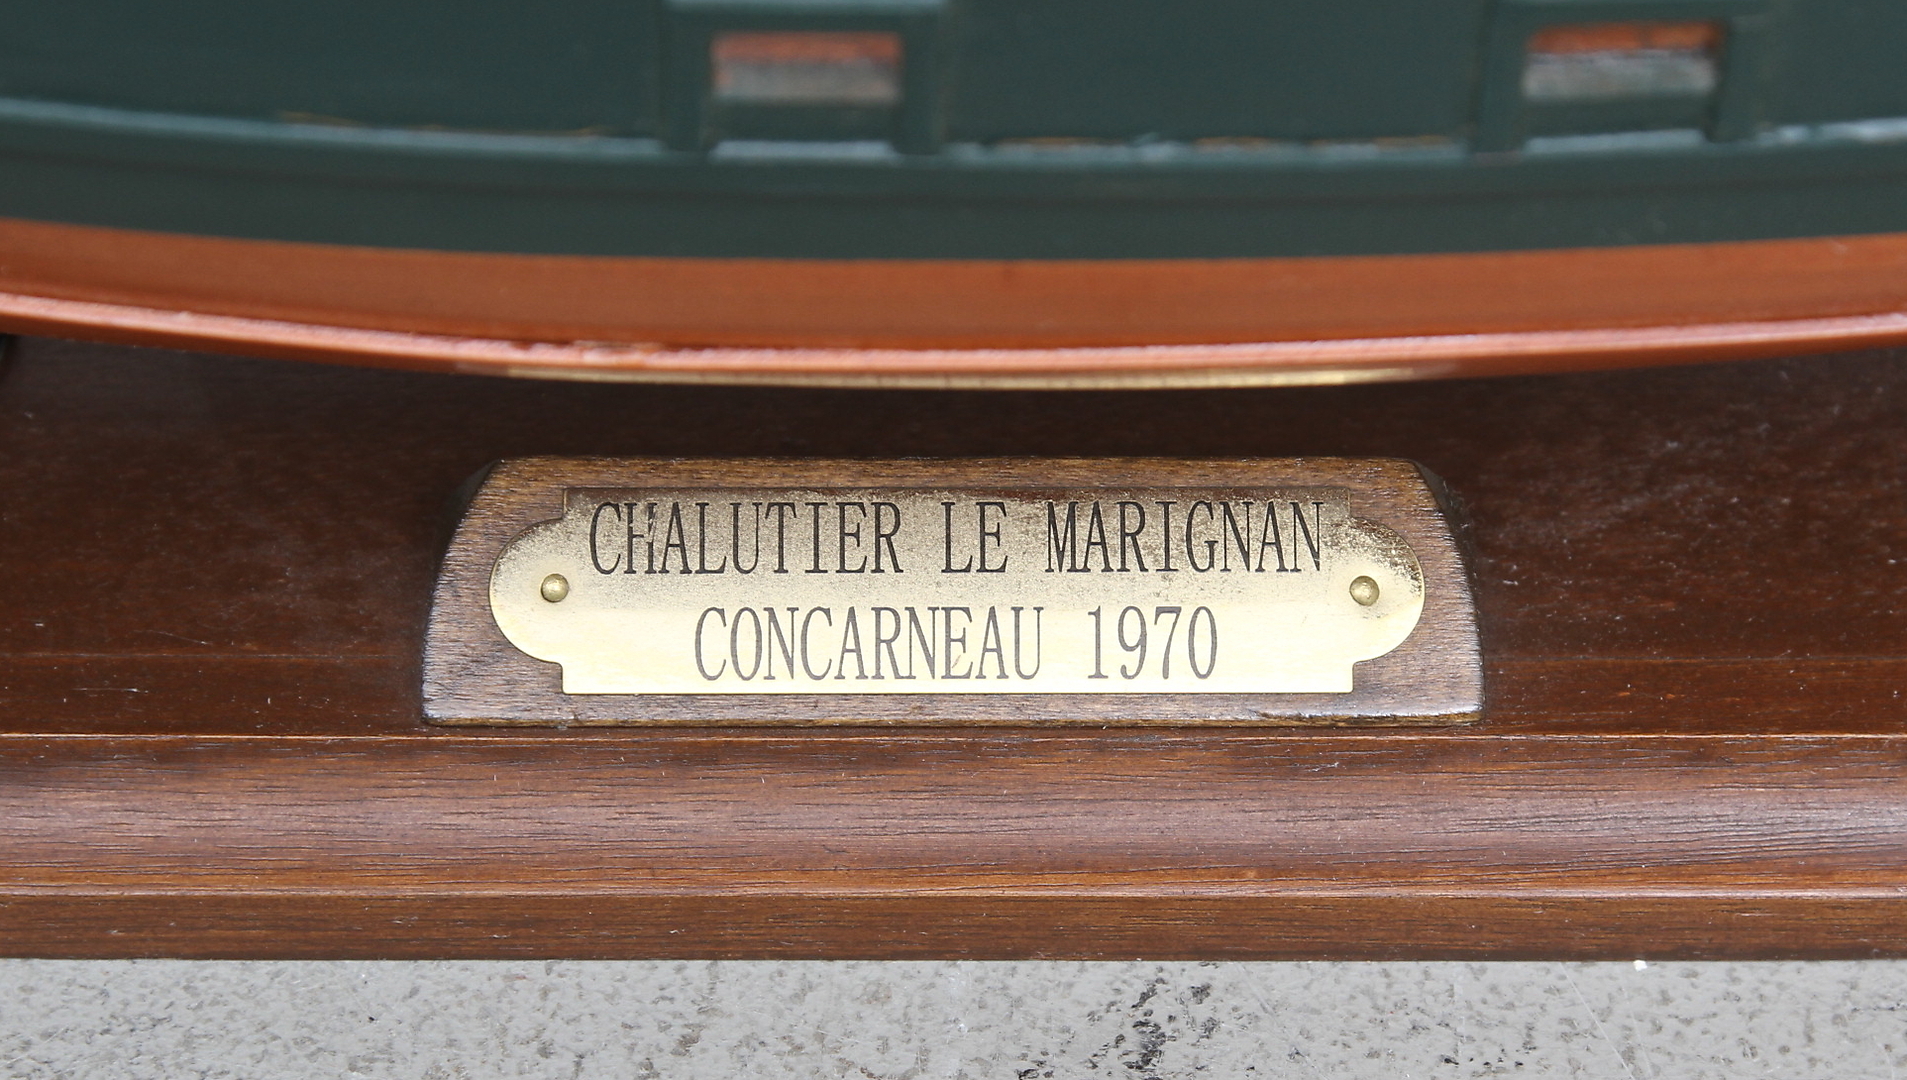 CHALUTIER LE MARIGNAN
CONCARNEAU 1970